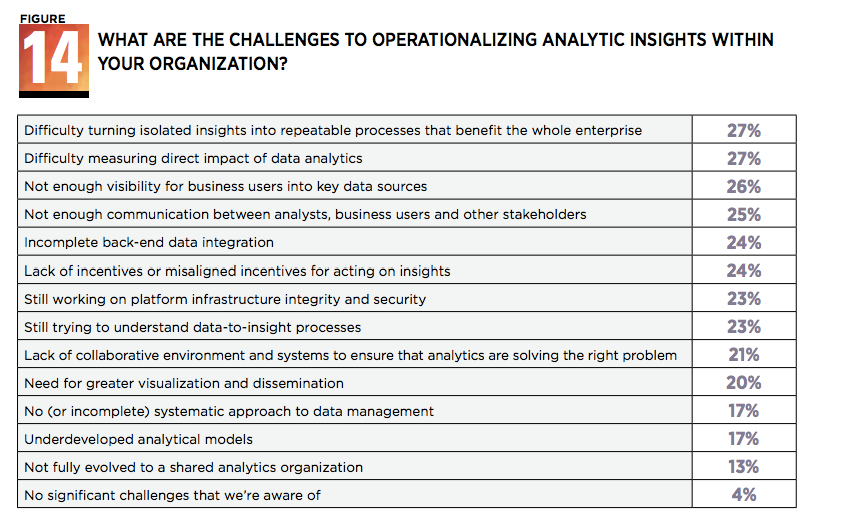 FIGURE
14
WHAT ARE THE CHALLENGES TO OPERATIONALIZING ANALYTIC INSIGHTS WITHIN
YOUR ORGANIZATION?
Difficulty turning isolated insights into repeatable processes that benefit the whole enterprise 27%
Difficulty measuring direct impact of data analytics 27%
Not enough visibility for business users into key data sources 26%
Not enough communication between analysts, business users and other stakeholders 25%
Incomplete back-end data integration 24%
Lack of incentives or misaligned incentives for acting on insights 24%
Still working on platform infrastructure integrity and security 23%
Still trying to understand data-to-insight processes 23%
Lack of collaborative environment and systems to ensure that analytics are solving the right problem 21%
Need for greater visualization and dissemination 20%
No (or incomplete) systematic approach to data management 17%
Underdeveloped analytical models 17%
Not fully evolved to a shared analytics organization 13%
No significant challenges that we're aware of 4%